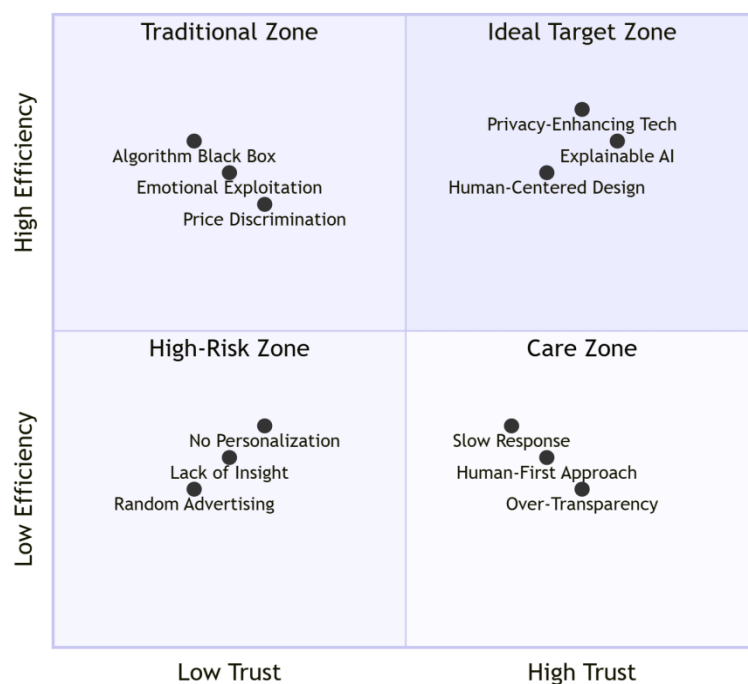 Traditional Zone
Ideal Target Zone
Privacy-Enhancing Tech
Algorithm Black Box
Explainable AI
Emotional Exploitation
Human-Centered Design
Price Discrimination
High Efficiency
High-Risk Zone
Care Zone
No Personalization
Slow Response
Lack of Insight
Human-First Approach
Random Advertising
Over-Transparency
Low Efficiency
Low Trust
High Trust